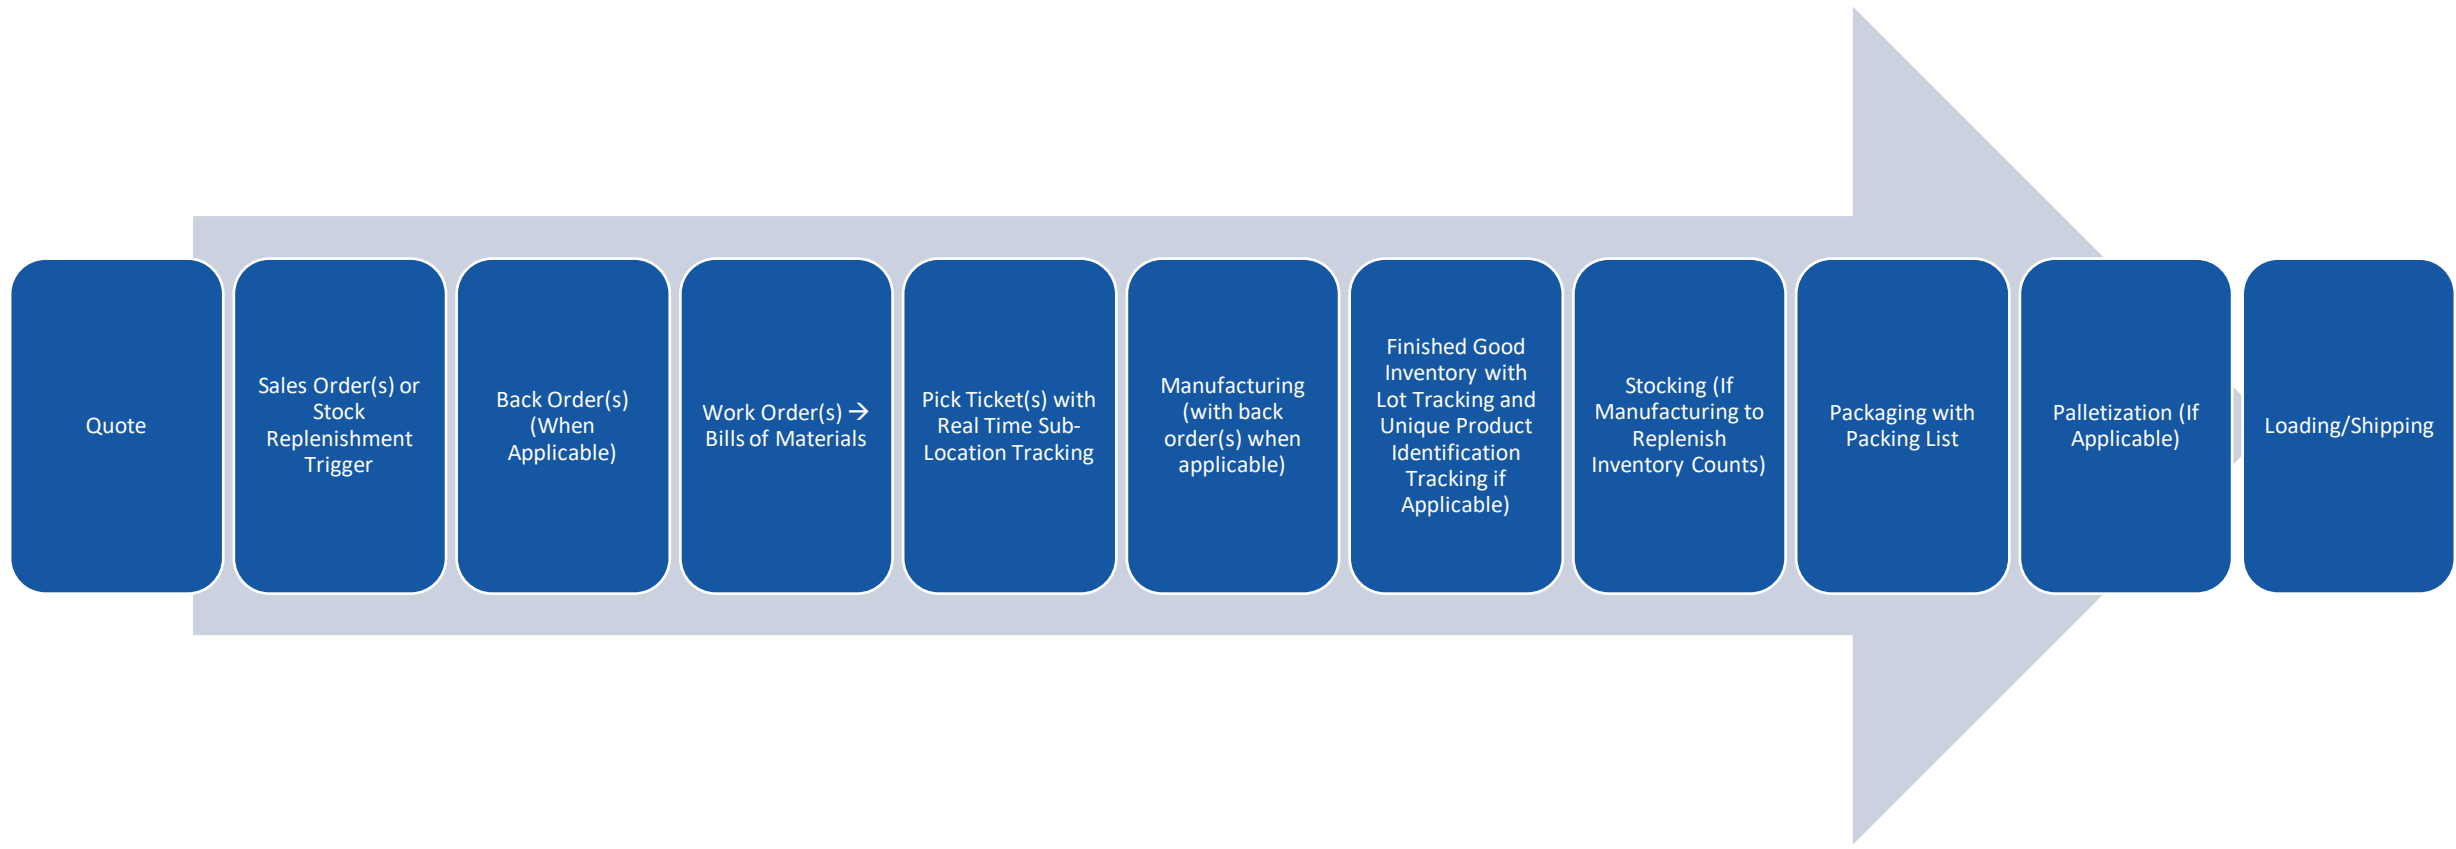 Quote
Sales Order(s) or
Stock
Replenishment
Trigger
Back Order(s)
(When
Applicable)
Work Order(s) →
Bills of Materials
Pick Ticket(s) with
Real Time Sub-
Location Tracking
Manufacturing
(with back
order(s) when
applicable)
Finished Good
Inventory with
Lot Tracking and
Unique Product
Identification
Tracking if
Applicable)
Stocking (If
Manufacturing to
Replenish
Inventory Counts)
Packaging with
Packing List
Palletization (If
Applicable)
Loading/Shipping